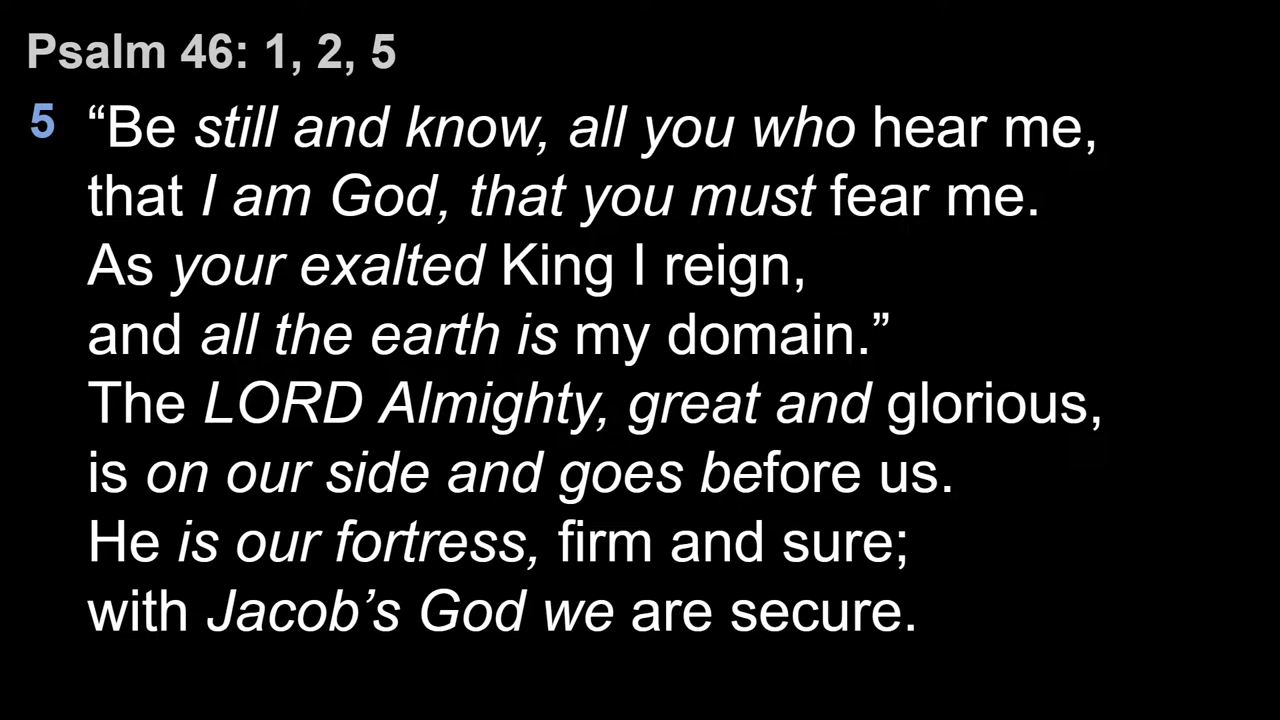 Psalm 46: 1, 2, 5
5 “Be still and know, all you who hear me,
that I am God, that you must fear me.
As your exalted King I reign,
and all the earth is my domain.”
The LORD Almighty, great and glorious,
is on our side and goes before us.
He is our fortress, firm and sure;
with Jacob’s God we are secure.